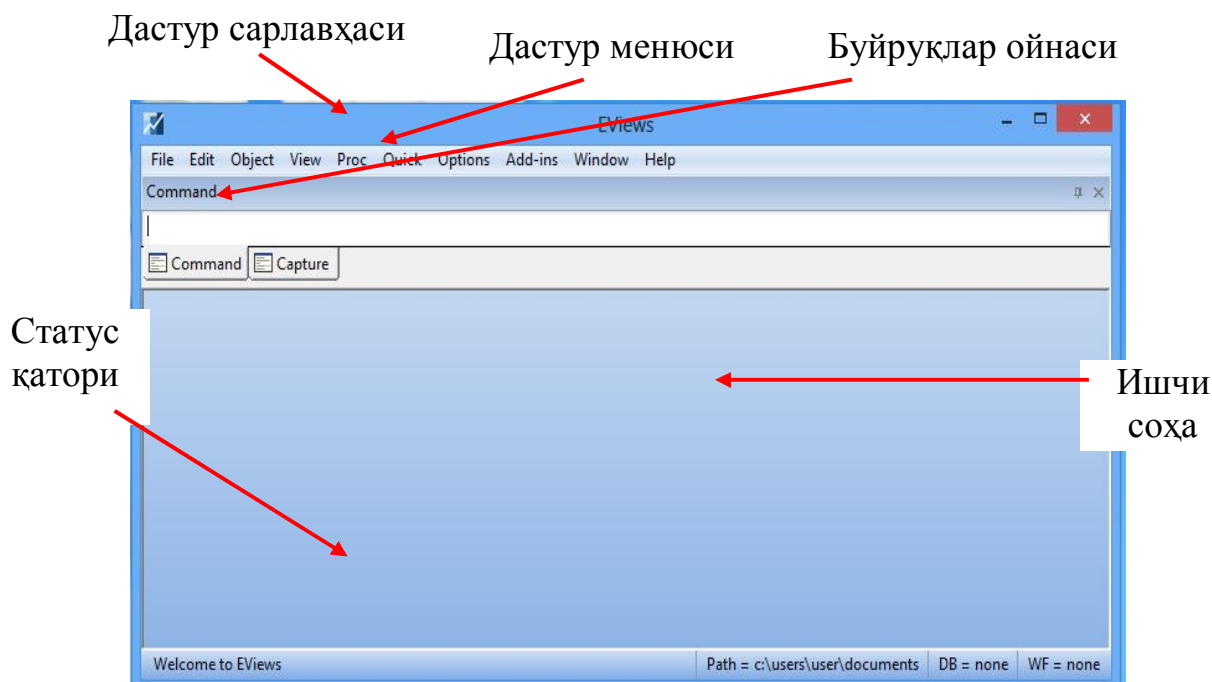 Дастур сарлавҳаси
Дастур менюси
Буйруқлар ойнаси
EViews
File Edit Object View Proc Quick Options Add-ins Window Help
Command
Command Capture
Статус
қатори
Ишчи
соҳа
Welcome to EViews Path = c:\users\user\documents DB = none WF = none